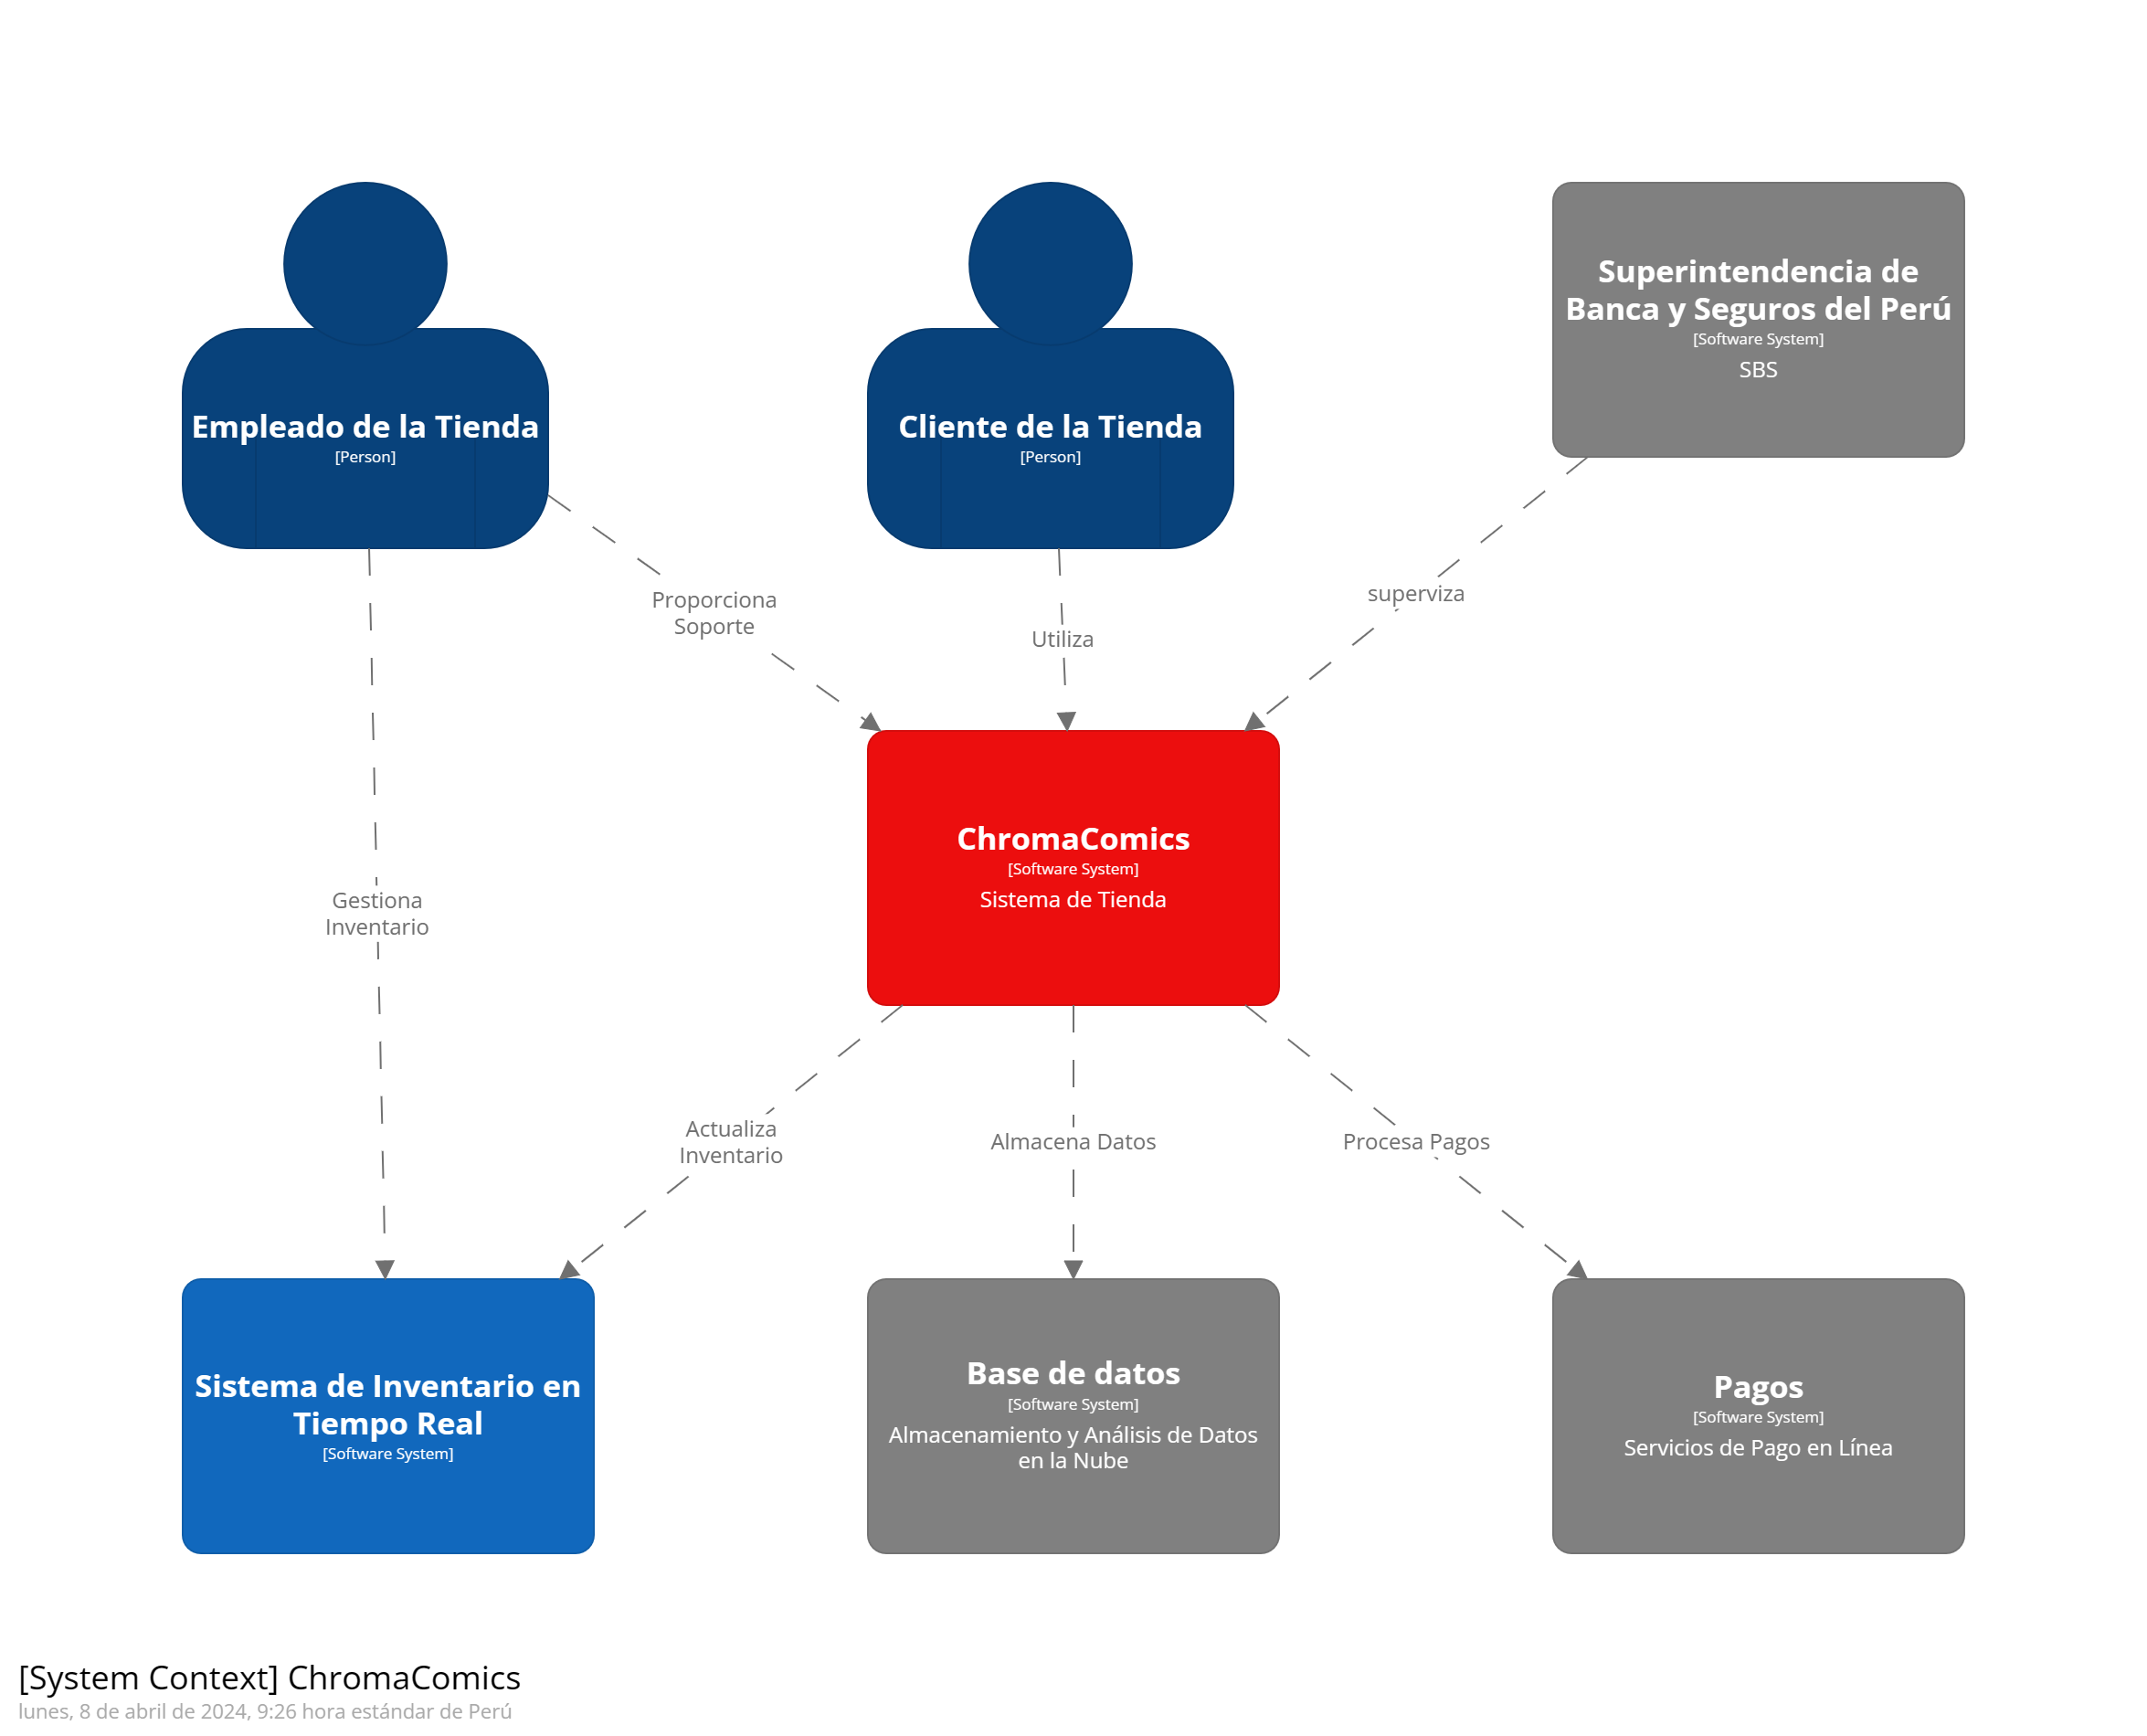 Empleado de la Tienda
[Person]
Cliente de la Tienda
[Person]
Superintendencia de
Banca y Seguros del Perú
[Software System]
SBS
Proporciona
Soporte
Utiliza
superviza
ChromaComics
[Software System]
Sistema de Tienda
Gestiona
Inventario
Actualiza
Inventario
Almacena Datos
Procesa Pagos
Sistema de Inventario en
Tiempo Real
[Software System]
Base de datos
[Software System]
Almacenamiento y Análisis de Datos
en la Nube
Pagos
[Software System]
Servicios de Pago en Línea
[System Context] ChromaComics
lunes, 8 de abril de 2024, 9:26 hora estándar de Perú